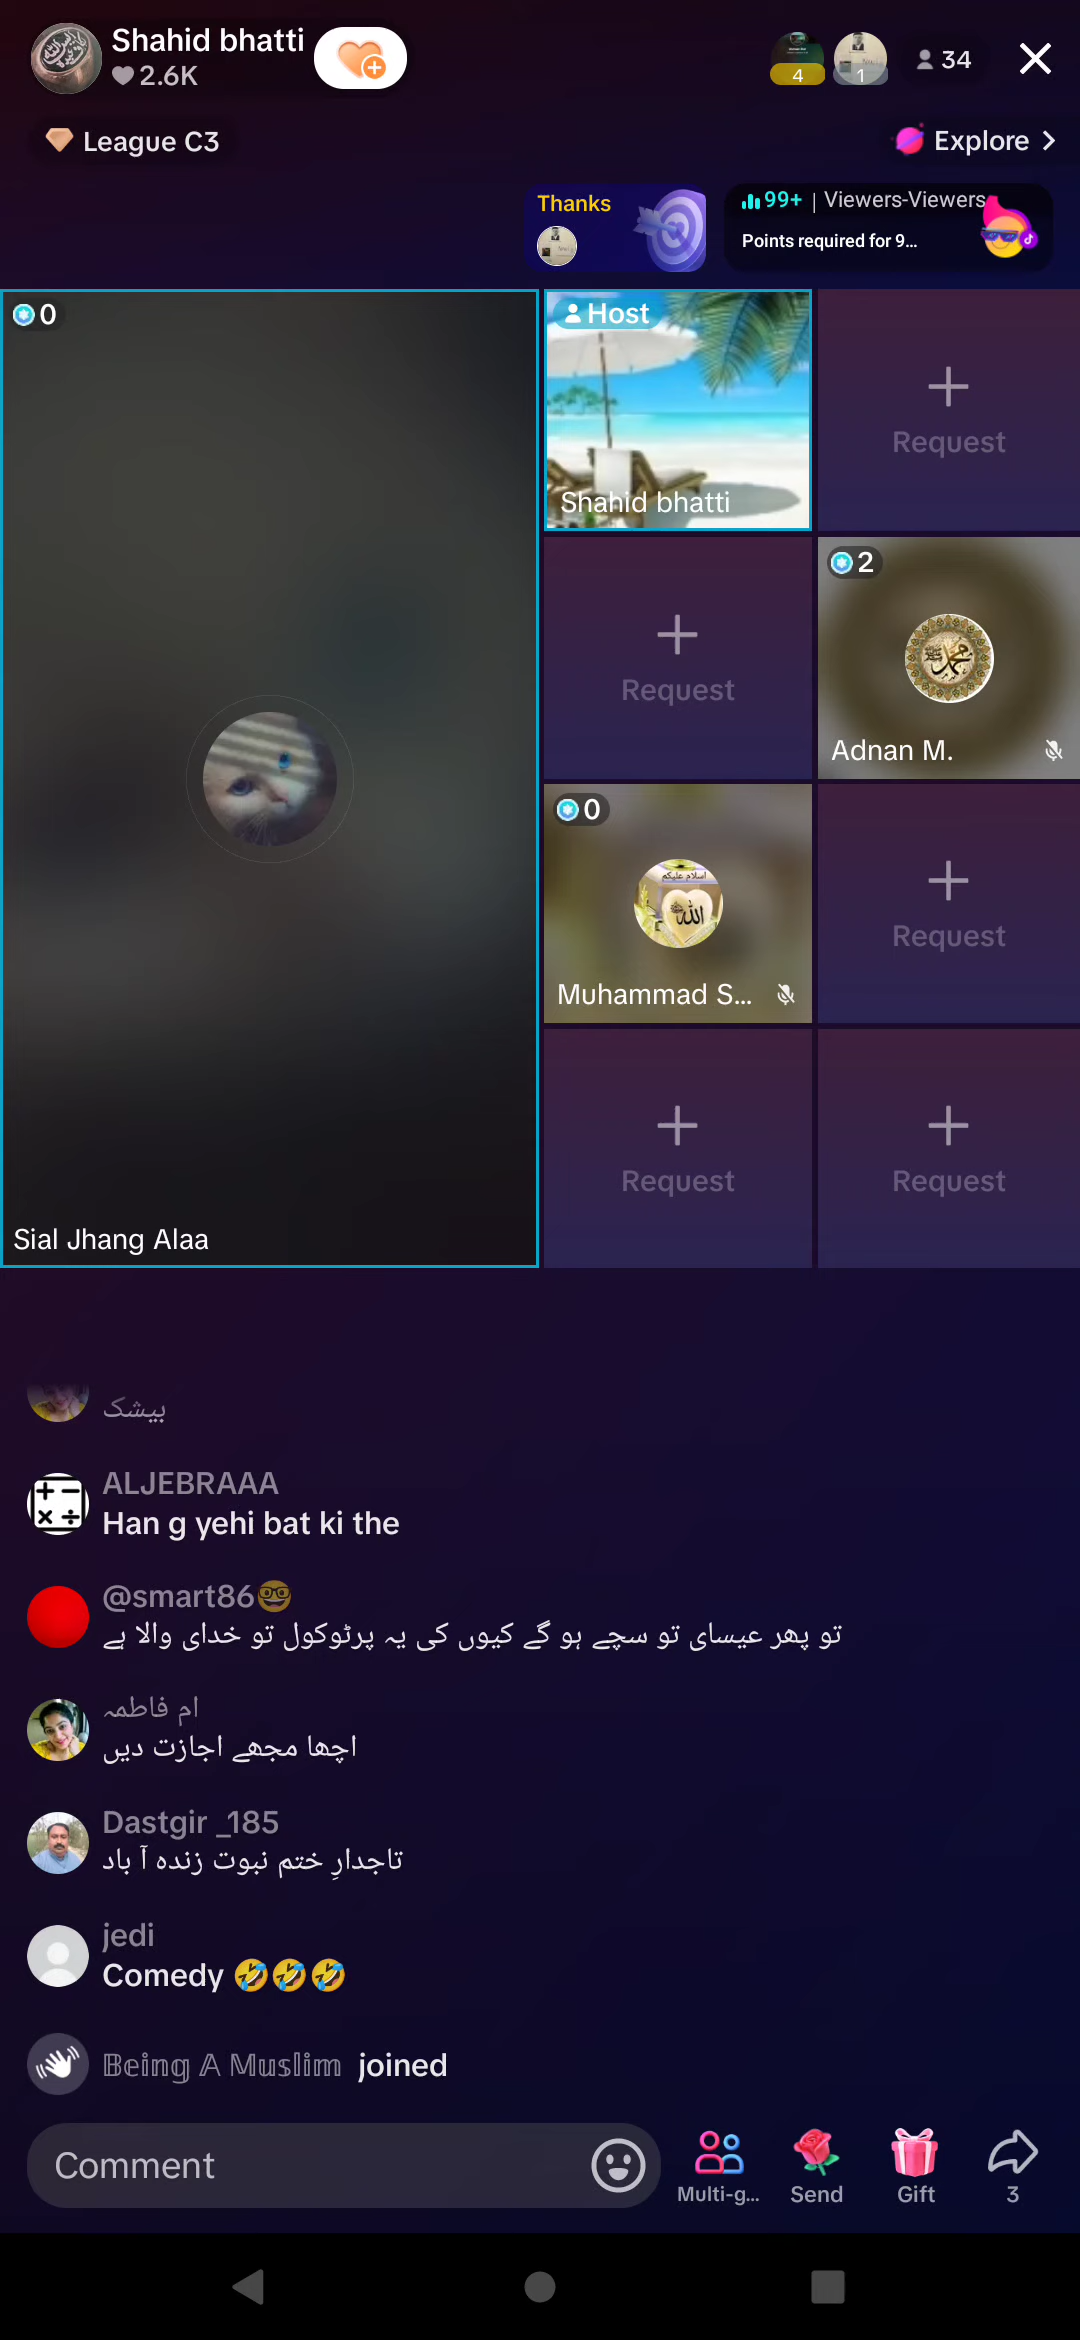 Shahid bhatti
2.6K
4
1
34
League C3
Explore
Thanks
99+ | Viewers-Viewers
Points required for 9...
0
Host
Shahid bhatti
Request
Request
2
محمد
Adnan M.
0
اسلام علیکم
الله
Muhammad S...
Request
Request
Request
Sial Jhang Alaa
بیشک
ALJEBRAAA
Han g yehi bat ki the
@smart86🤓
تو پھر عیسای تو سچے ہو گے کیوں کی یہ پرٹوکول تو خدای والا ہے
ام فاطمہ
اچھا مجھے اجازت دیں
Dastgir _185
تاجدارِ ختم نبوت زندہ آ باد
jedi
Comedy 🤣🤣🤣
𝔹𝕖𝕚𝕟𝕘 𝔸 𝕄𝕦𝕤𝕝𝕚𝕞 joined
Comment
Multi-g...
Send
Gift
3